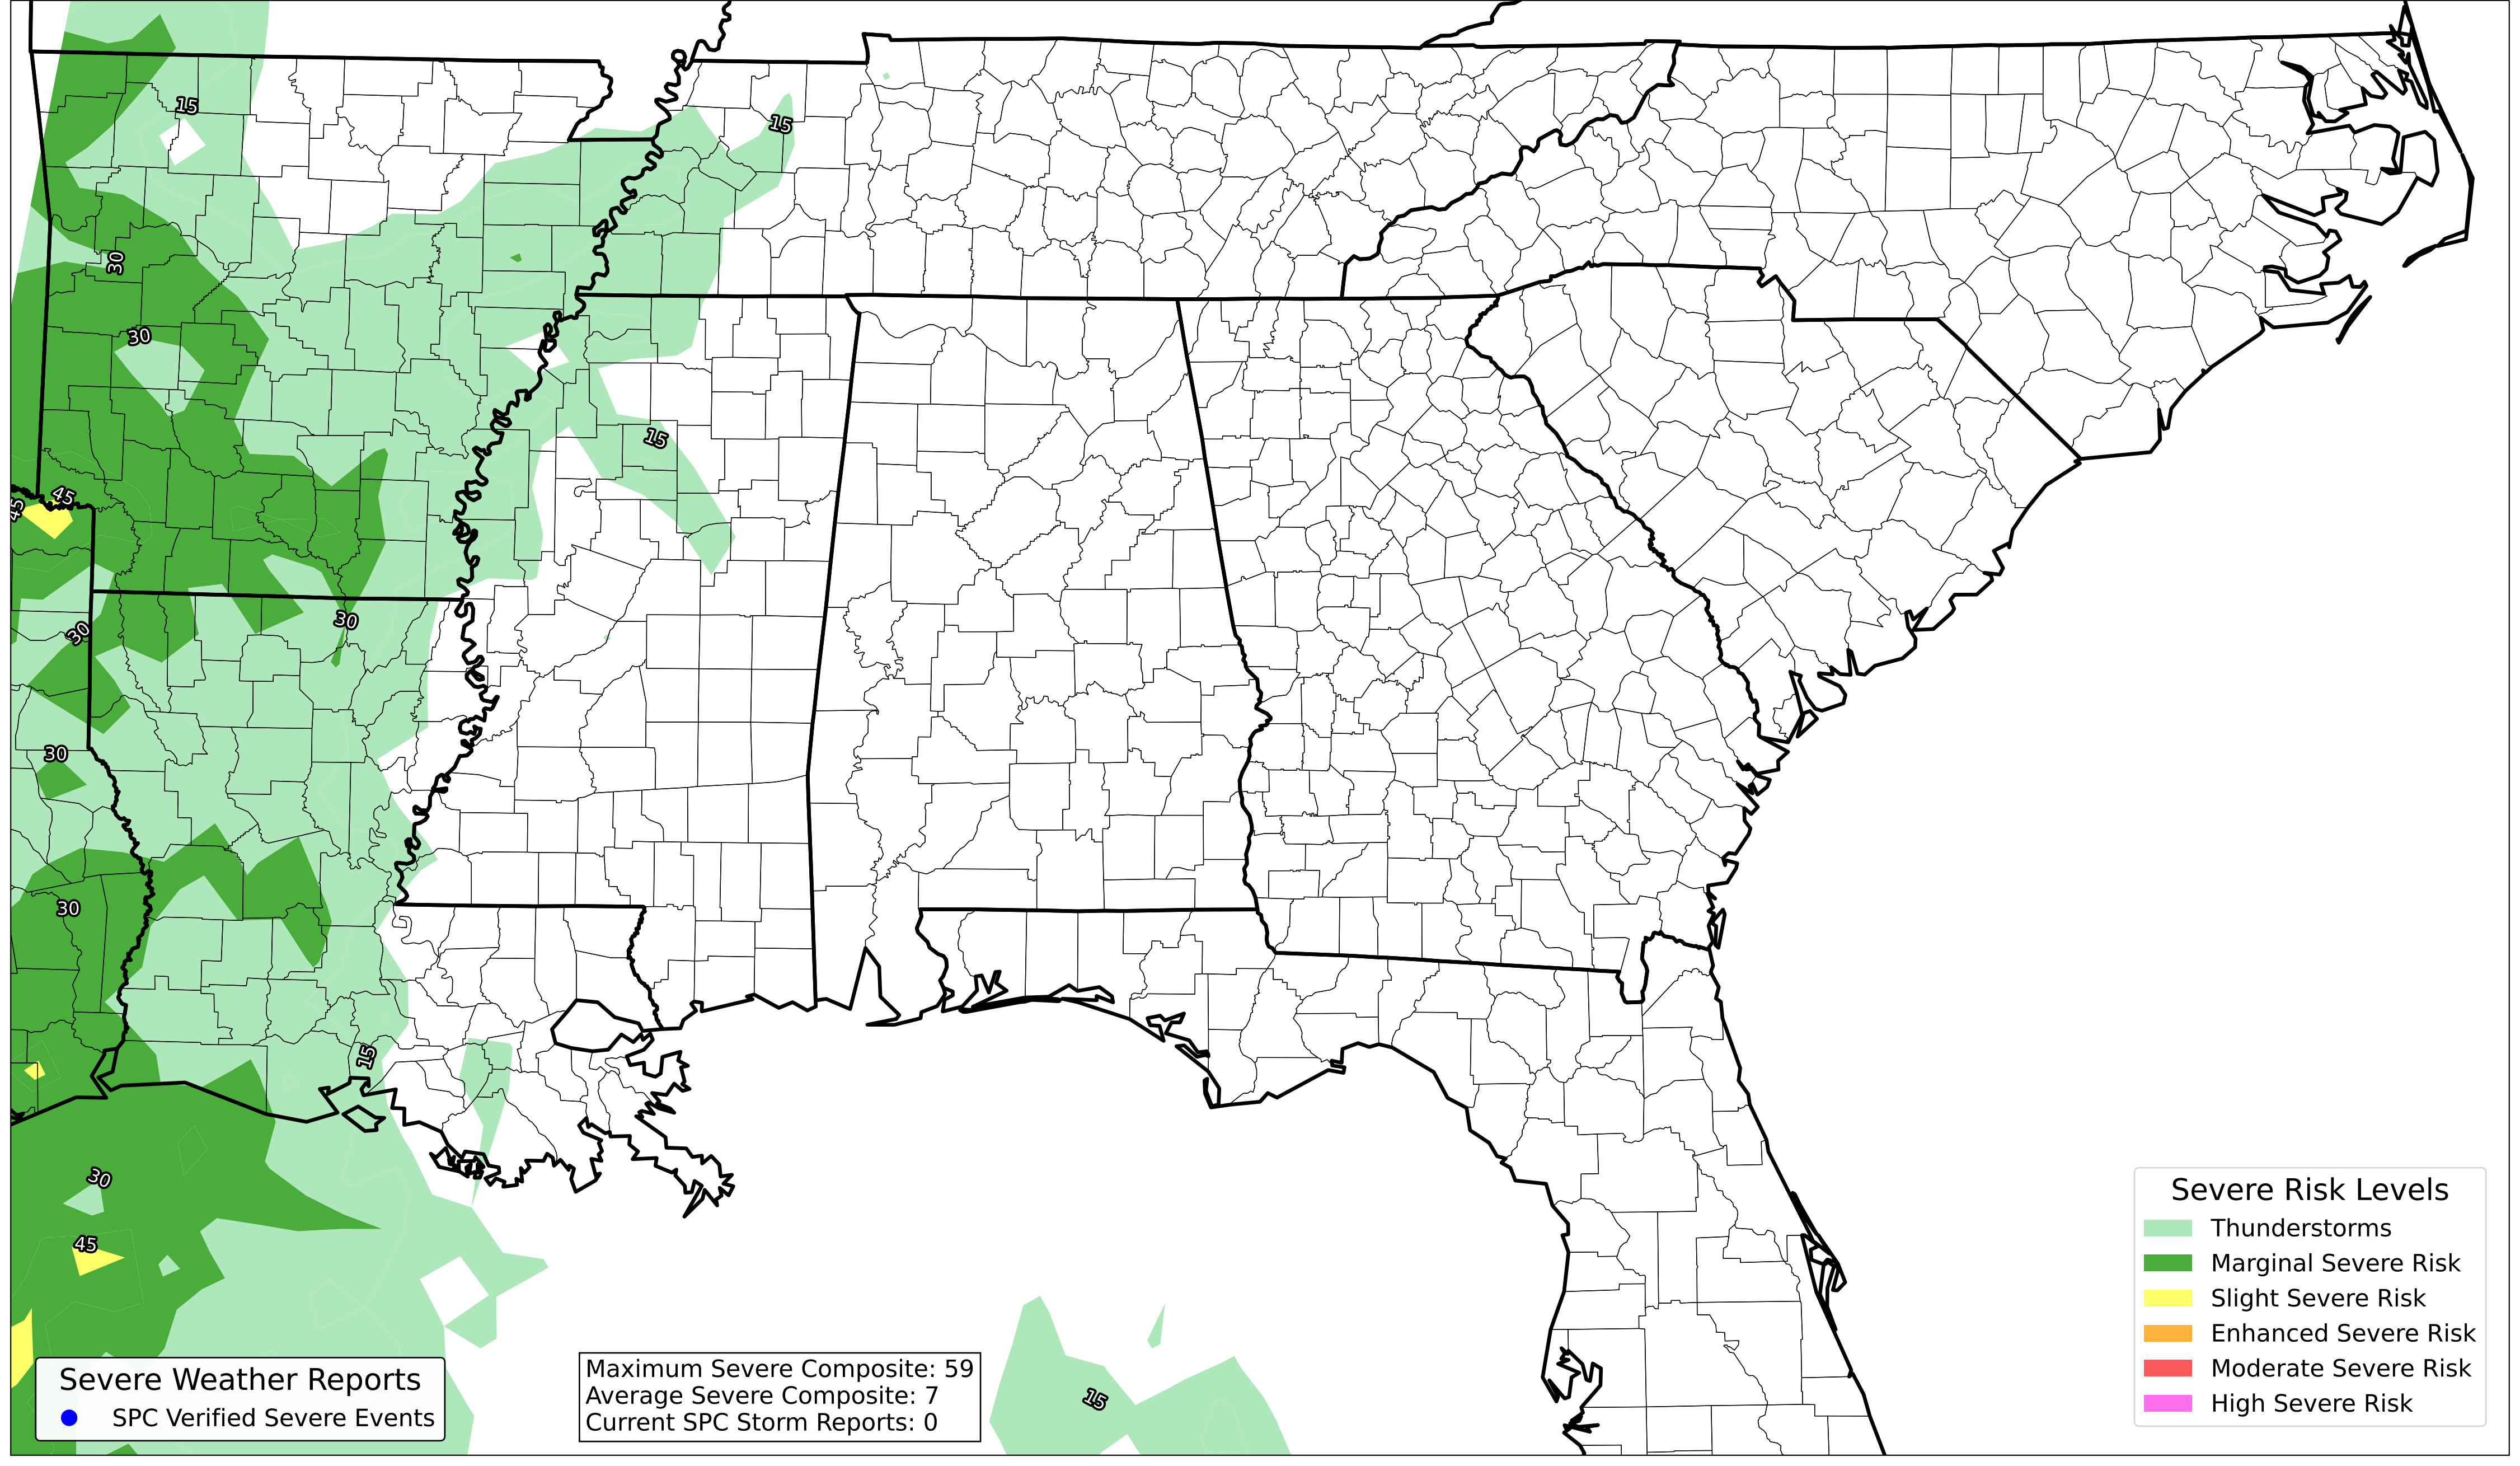 15
15
30
30
15
45
45
30
30
30
30
15
30
45
15
Severe Weather Reports
SPC Verified Severe Events
Maximum Severe Composite: 59
Average Severe Composite: 7
Current SPC Storm Reports: 0
Severe Risk Levels
Thunderstorms
Marginal Severe Risk
Slight Severe Risk
Enhanced Severe Risk
Moderate Severe Risk
High Severe Risk